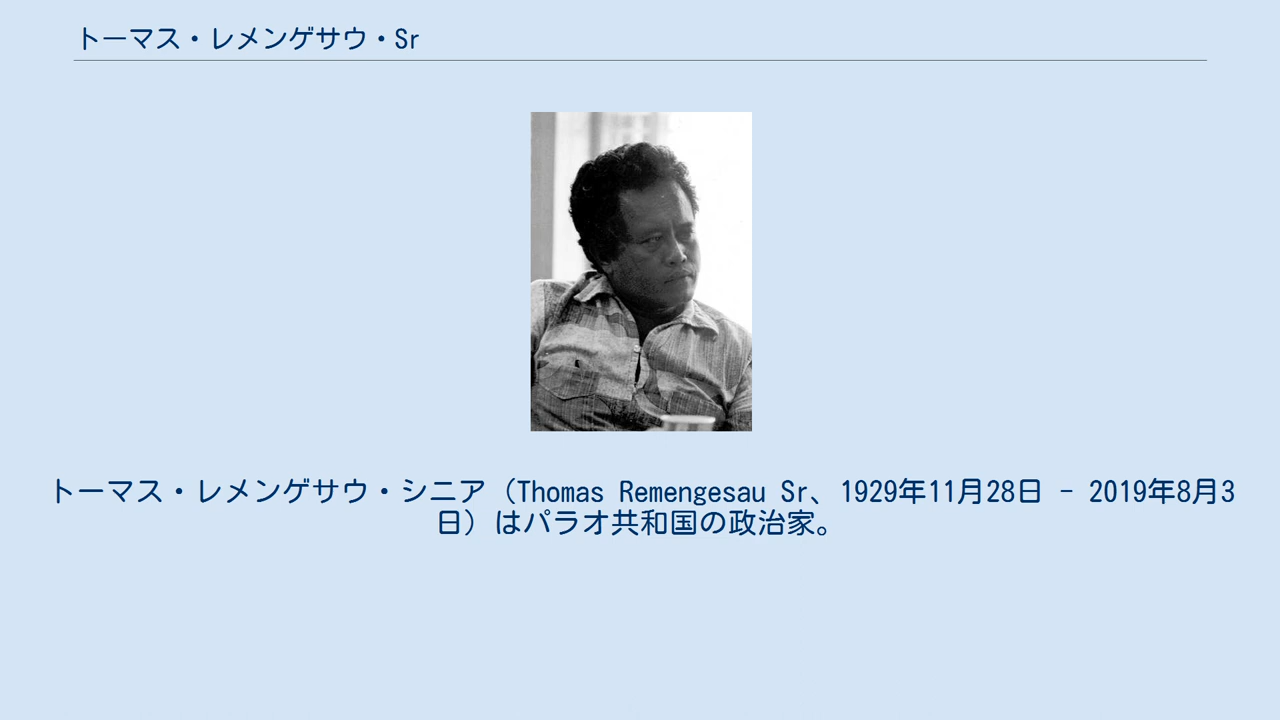 トーマス・レメンゲサウ・Sr
トーマス・レメンゲサウ・シニア（Thomas Remengesau Sr、1929年11月28日 - 2019年8月3
日）はパラオ共和国の政治家。